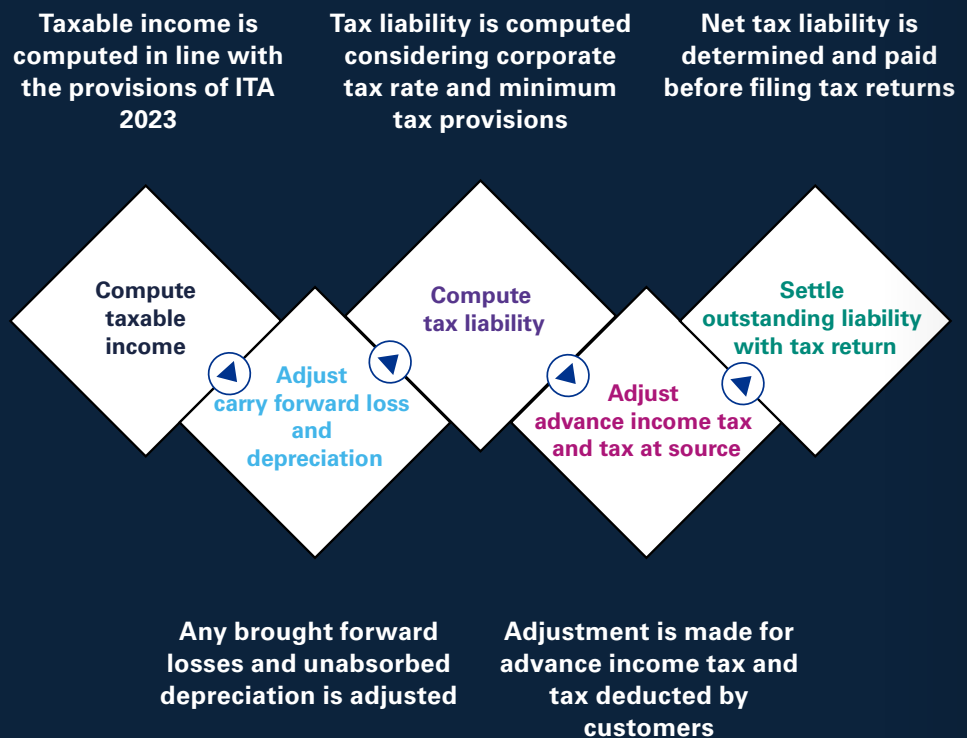 Taxable income is
computed in line with
the provisions of ITA
2023
Tax liability is computed
considering corporate
tax rate and minimum
tax provisions
Net tax liability is
determined and paid
before filing tax returns
Compute
taxable
income
Adjust
carry forward loss
and
depreciation
Compute
tax liability
Adjust
advance income tax
and tax at source
Settle
outstanding liability
with tax return
Any brought forward
losses and unabsorbed
depreciation is adjusted
Adjustment is made for
advance income tax and
tax deducted by
customers